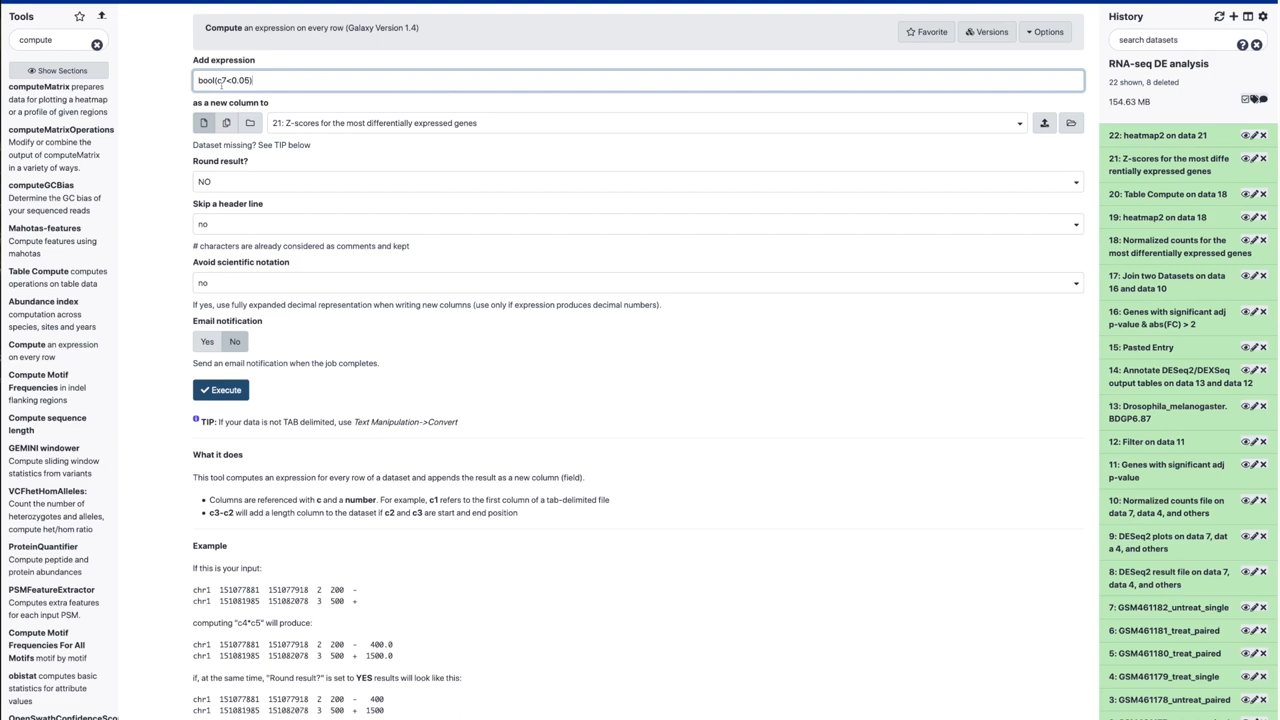 Tools
compute
Show Sections
computeMatrix prepares
data for plotting a heatmap
or a profile of given regions
computeMatrixOperations
Modify or combine the
output of computeMatrix
in a variety of ways.
computeGCBias
Determine the GC bias of
your sequenced reads
Mahotas-features
Compute features using
mahotas
Table Compute computes
operations on table data
Abundance index
computation across
species, sites and years
Compute an expression
on every row
Compute Motif
Frequencies in indel
flanking regions
Compute sequence
length
GEMINI windower
Compute sliding window
statistics from variants
VCFhetHomAlleles:
Count the number of
heterozygotes and alleles,
compute het/hom ratio
ProteinQuantifier
Compute peptide and
protein abundances
PSMFeatureExtractor
Computes extra features
for each input PSM.
Compute Motif
Frequencies For All
Motifs motif by motif
obistat computes basic
statistics for attribute
values
OpenSwathConfidenceSco
Compute an expression on every row (Galaxy Version 1.4)
Favorite
Versions
Options
Add expression
bool(c7<0.05)
as a new column to
21: Z-scores for the most differentially expressed genes
Dataset missing? See TIP below
Round result?
NO
Skip a header line
no
# characters are already considered as comments and kept
Avoid scientific notation
no
If yes, use fully expanded decimal representation when writing new columns (use only if expression produces decimal numbers).
Email notification
Yes No
Send an email notification when the job completes.
Execute
TIP: If your data is not TAB delimited, use Text Manipulation->Convert
What it does
This tool computes an expression for every row of a dataset and appends the result as a new column (field).
• Columns are referenced with c and a number. For example, c1 refers to the first column of a tab-delimited file
• c3-c2 will add a length column to the dataset if c2 and c3 are start and end position
Example
If this is your input:
chr1 151077881 151077918 2 200 -
chr1 151081985 151082078 3 500 +
computing "c4*c5" will produce:
chr1 151077881 151077918 2 200 - 400.0
chr1 151081985 151082078 3 500 + 1500.0
if, at the same time, "Round result?" is set to YES results will look like this:
chr1 151077881 151077918 2 200 - 400
chr1 151081985 151082078 3 500 + 1500
History
search datasets
RNA-seq DE analysis
22 shown, 8 deleted
154.63 MB
22: heatmap2 on data 21
21: Z-scores for the most diffe
rentially expressed genes
20: Table Compute on data 18
19: heatmap2 on data 18
18: Normalized counts for the
most differentially expressed genes
17: Join two Datasets on data
16 and data 10
16: Genes with significant adj
p-value & abs(FC) > 2
15: Pasted Entry
14: Annotate DESeq2/DEXSeq
output tables on data 13 and data 12
13: Drosophila_melanogaster.
BDGP6.87
12: Filter on data 11
11: Genes with significant adj
p-value
10: Normalized counts file on
data 7, data 4, and others
9: DESeq2 plots on data 7, dat
a 4, and others
8: DESeq2 result file on data 7,
data 4, and others
7: GSM461182_untreat_single
6: GSM461181_treat_paired
5: GSM461180_treat_paired
4: GSM461179_treat_single
3: GSM461178_untreat_paired